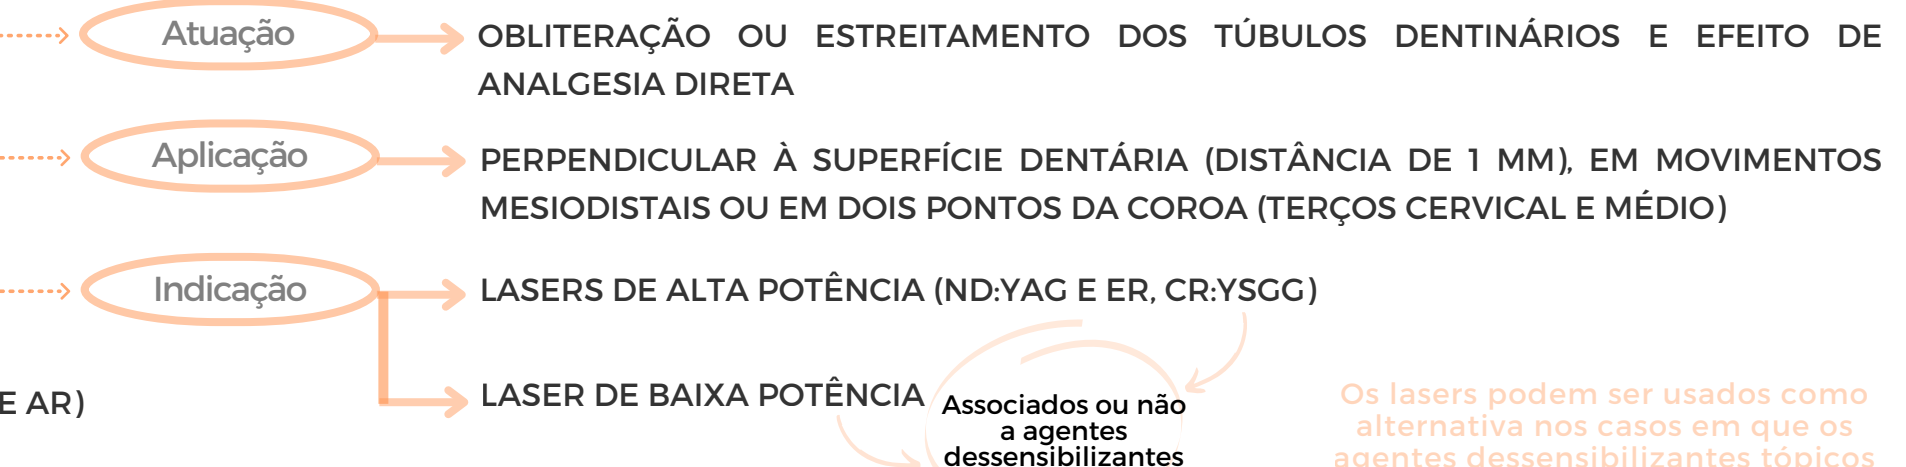 Atuação
OBLITERAÇÃO OU ESTREITAMENTO DOS TÚBULOS DENTINÁRIOS E EFEITO DE
ANALGESIA DIRETA
Aplicação
PERPENDICULAR À SUPERFÍCIE DENTÁRIA (DISTÂNCIA DE 1 MM), EM MOVIMENTOS
MESIODISTAIS OU EM DOIS PONTOS DA COROA (TERÇOS CERVICAL E MÉDIO)
Indicação
LASERS DE ALTA POTÊNCIA (ND:YAG E ER, CR:YSGG)
E AR)
LASER DE BAIXA POTÊNCIA
Associados ou não
a agentes
dessensibilizantes
Os lasers podem ser usados como
alternativa nos casos em que os
agentes dessensibilizantes tópicos